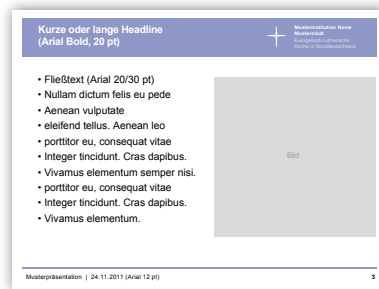 Kurze oder lange Headline
(Arial Bold, 20 pt)
Musterinstitution Name
Musterstadt
Evangelisch-Lutherische
Kirche in Norddeutschland
• Fließtext (Arial 20/30 pt)
• Nullam dictum felis eu pede
• Aenean vulputate
• eleifend tellus. Aenean leo
• porttitor eu, consequat vitae
• Integer tincidunt. Cras dapibus.
• Vivamus elementum semper nisi.
• porttitor eu, consequat vitae
• Integer tincidunt. Cras dapibus.
• Vivamus elementum.
Bild
Musterpräsentation | 24.11.2011 (Arial 12 pt)
3